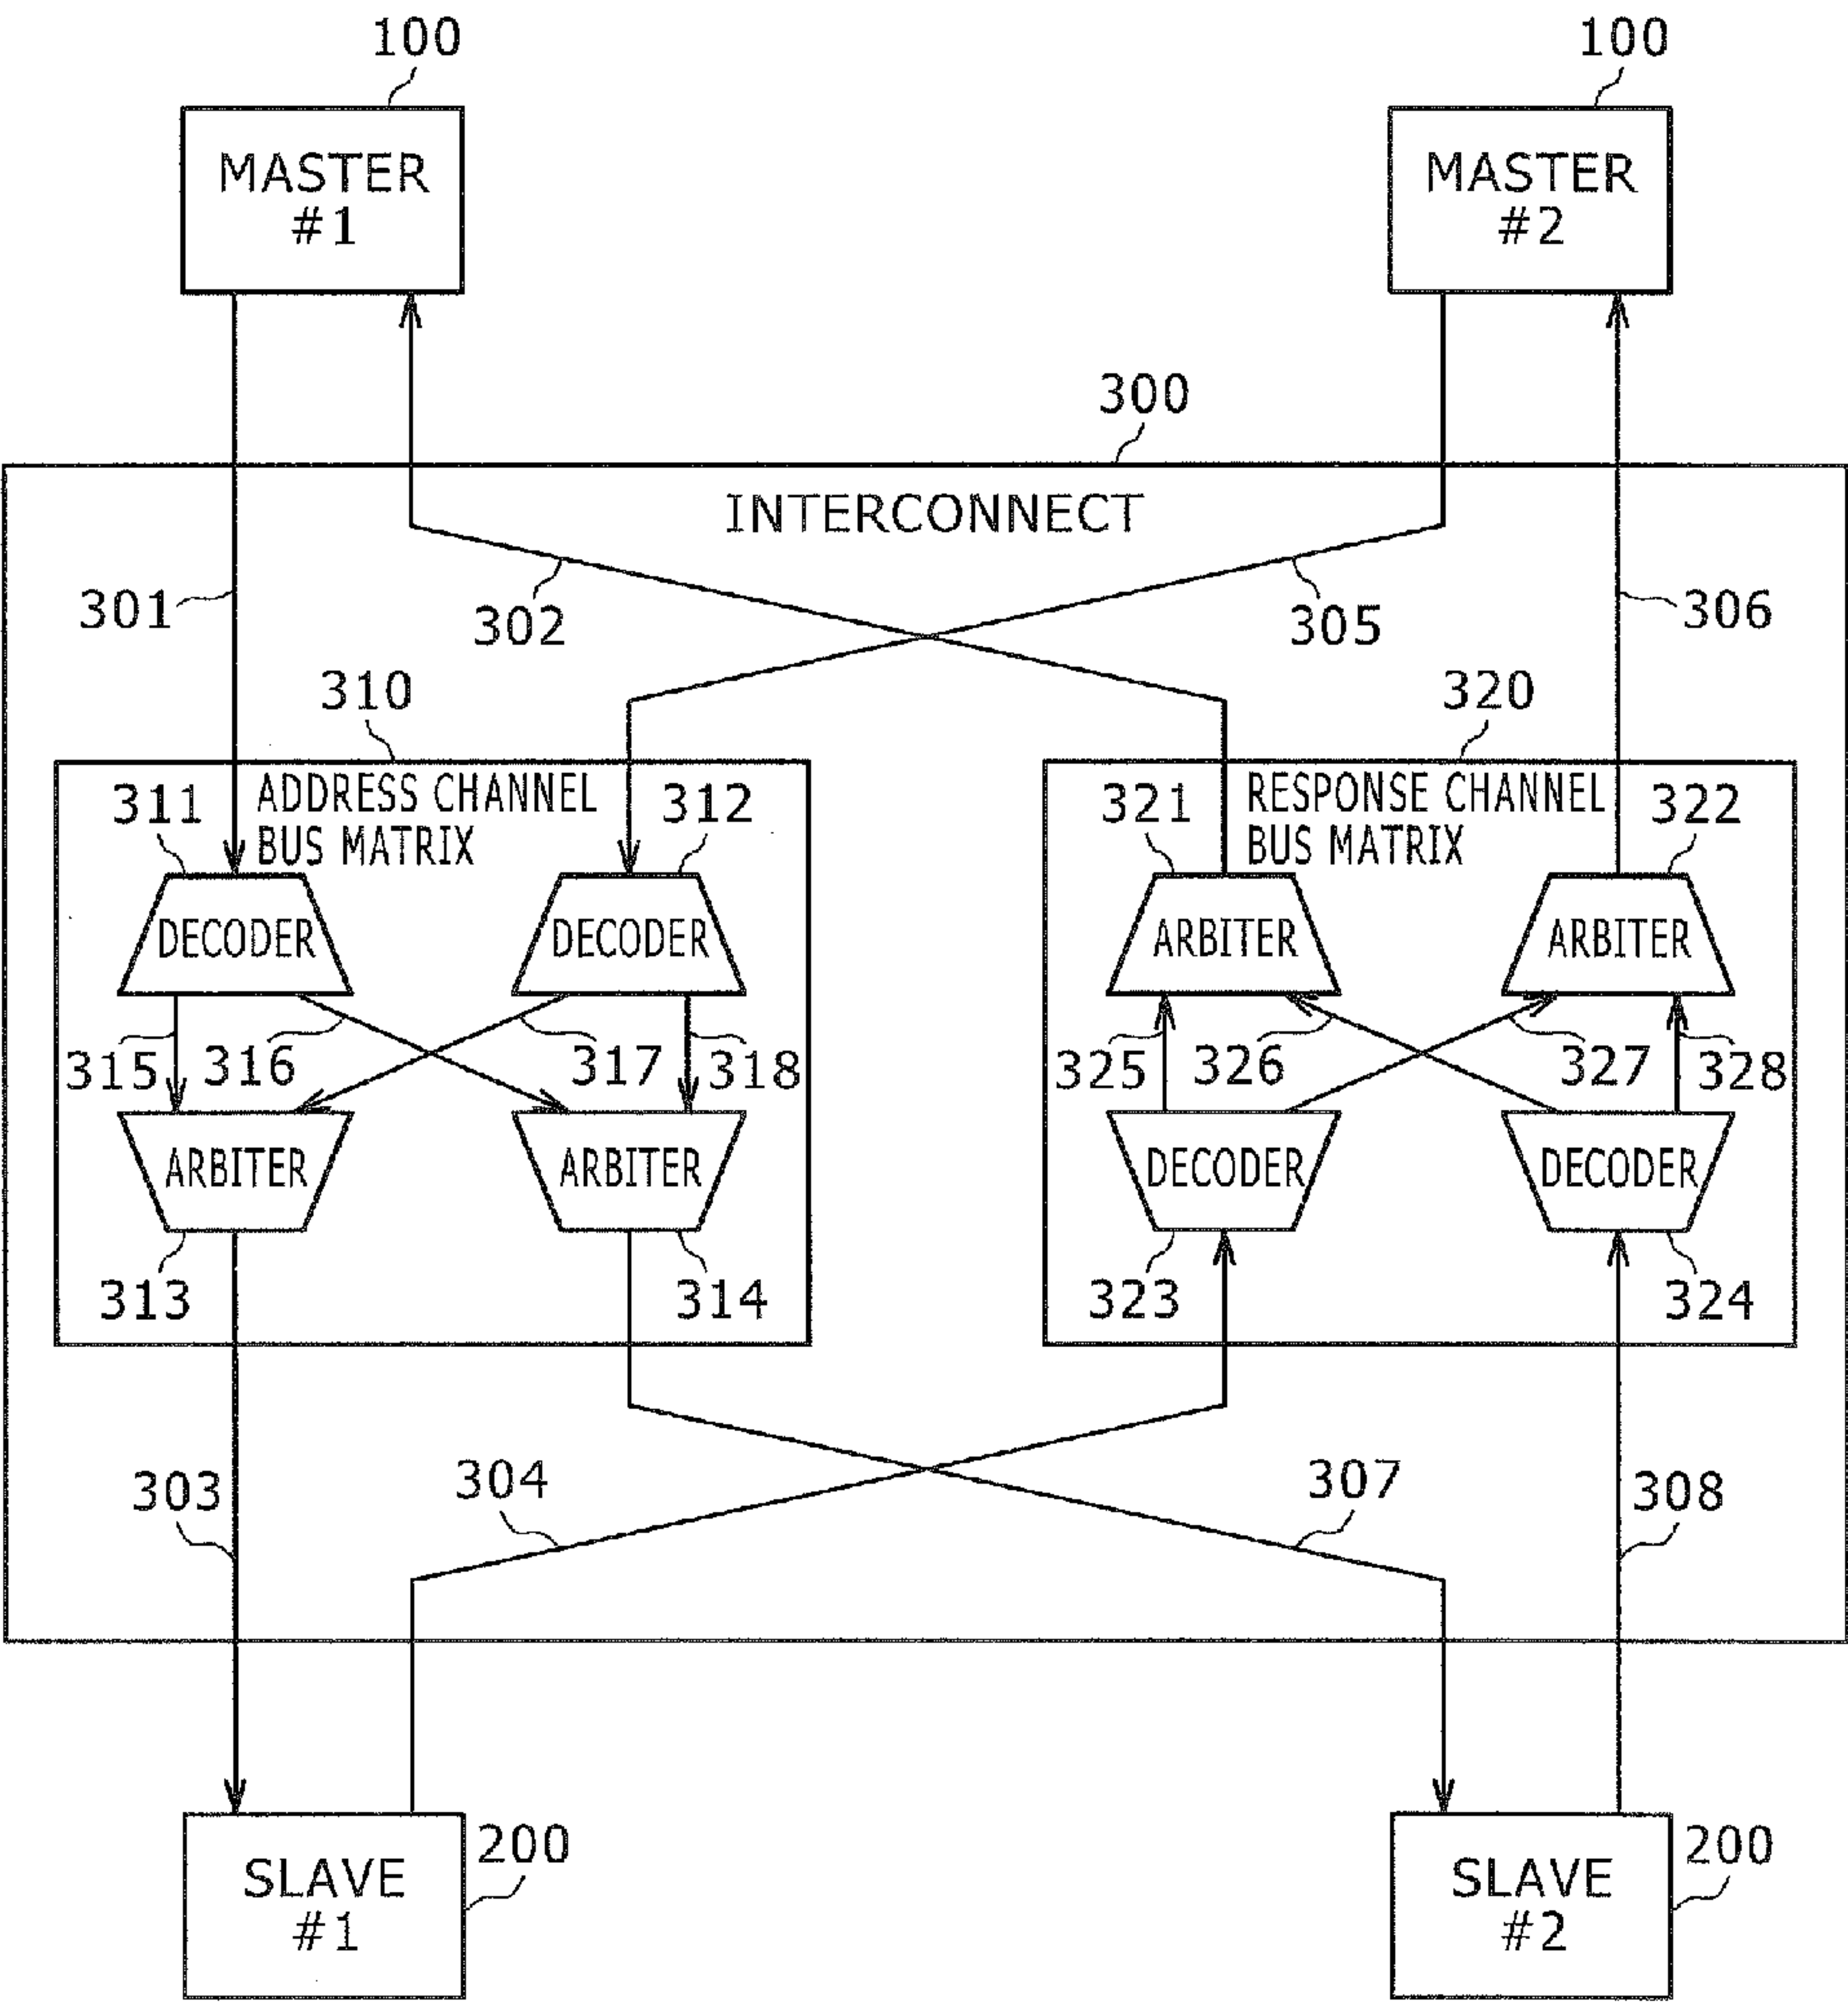 100
100
MASTER
#1
MASTER
#2
300
INTERCONNECT
301
302
305
306
310
320
311
ADDRESS CHANNEL
BUS MATRIX
312
321
RESPONSE CHANNEL
BUS MATRIX
322
DECODER
DECODER
ARBITER
ARBITER
315
316
317
318
325
326
327
328
ARBITER
ARBITER
DECODER
DECODER
313
314
323
324
303
304
307
308
SLAVE
#1
200
SLAVE
#2
200